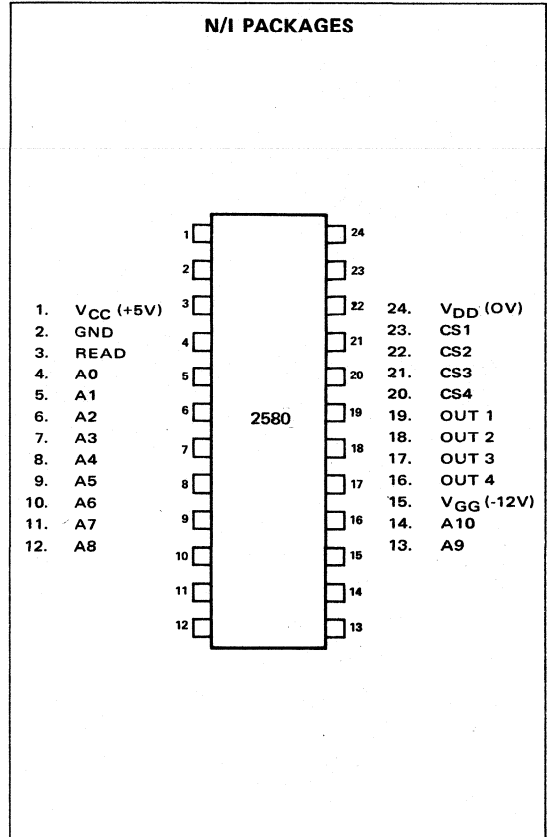 N/I PACKAGES
1 24
2 23
3 22
4 21
5 20
6 19
7 18
8 17
9 16
10 15
11 14
12 13
2580
1. VCC (+5V)
2. GND
3. READ
4. A0
5. A1
6. A2
7. A3
8. A4
9. A5
10. A6
11. A7
12. A8
24. VDD (OV)
23. CS1
22. CS2
21. CS3
20. CS4
19. OUT 1
18. OUT 2
17. OUT 3
16. OUT 4
15. VGG (-12V)
14. A10
13. A9